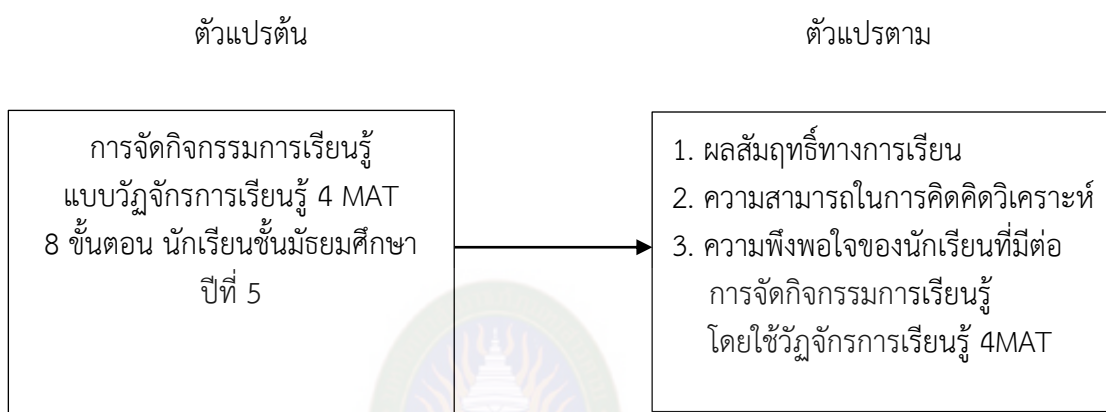 ตัวแปรต้น
ตัวแปรตาม
การจัดกิจกรรมการเรียนรู้
แบบวัฏจักรการเรียนรู้ 4 MAT
8 ขั้นตอน นักเรียนชั้นมัธยมศึกษา
ปีที่ 5
1. ผลสัมฤทธิ์ทางการเรียน
2. ความสามารถในการคิดคิดวิเคราะห์
3. ความพึงพอใจของนักเรียนที่มีต่อ
การจัดกิจกรรมการเรียนรู้
โดยใช้วัฏจักรการเรียนรู้ 4MAT